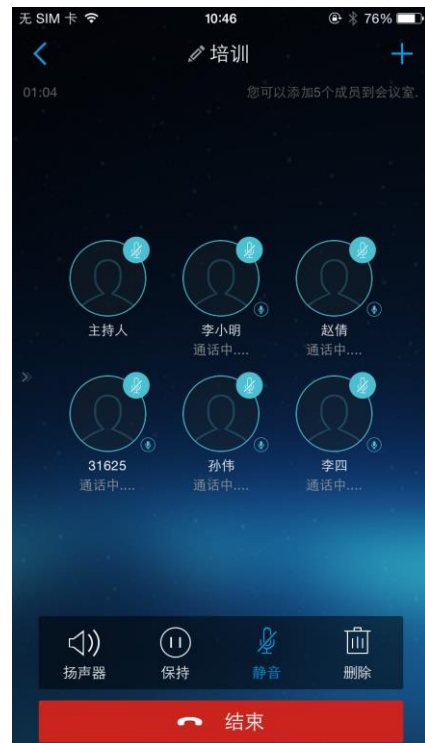 无 SIM 卡 10:46 76%
培训
01:04 您可以添加5个成员到会议室.
主持人 李小明 赵倩
通话中.... 通话中....
31625 孙伟 李四
通话中.... 通话中.... 通话中....
扬声器 保持 静音 删除
结束